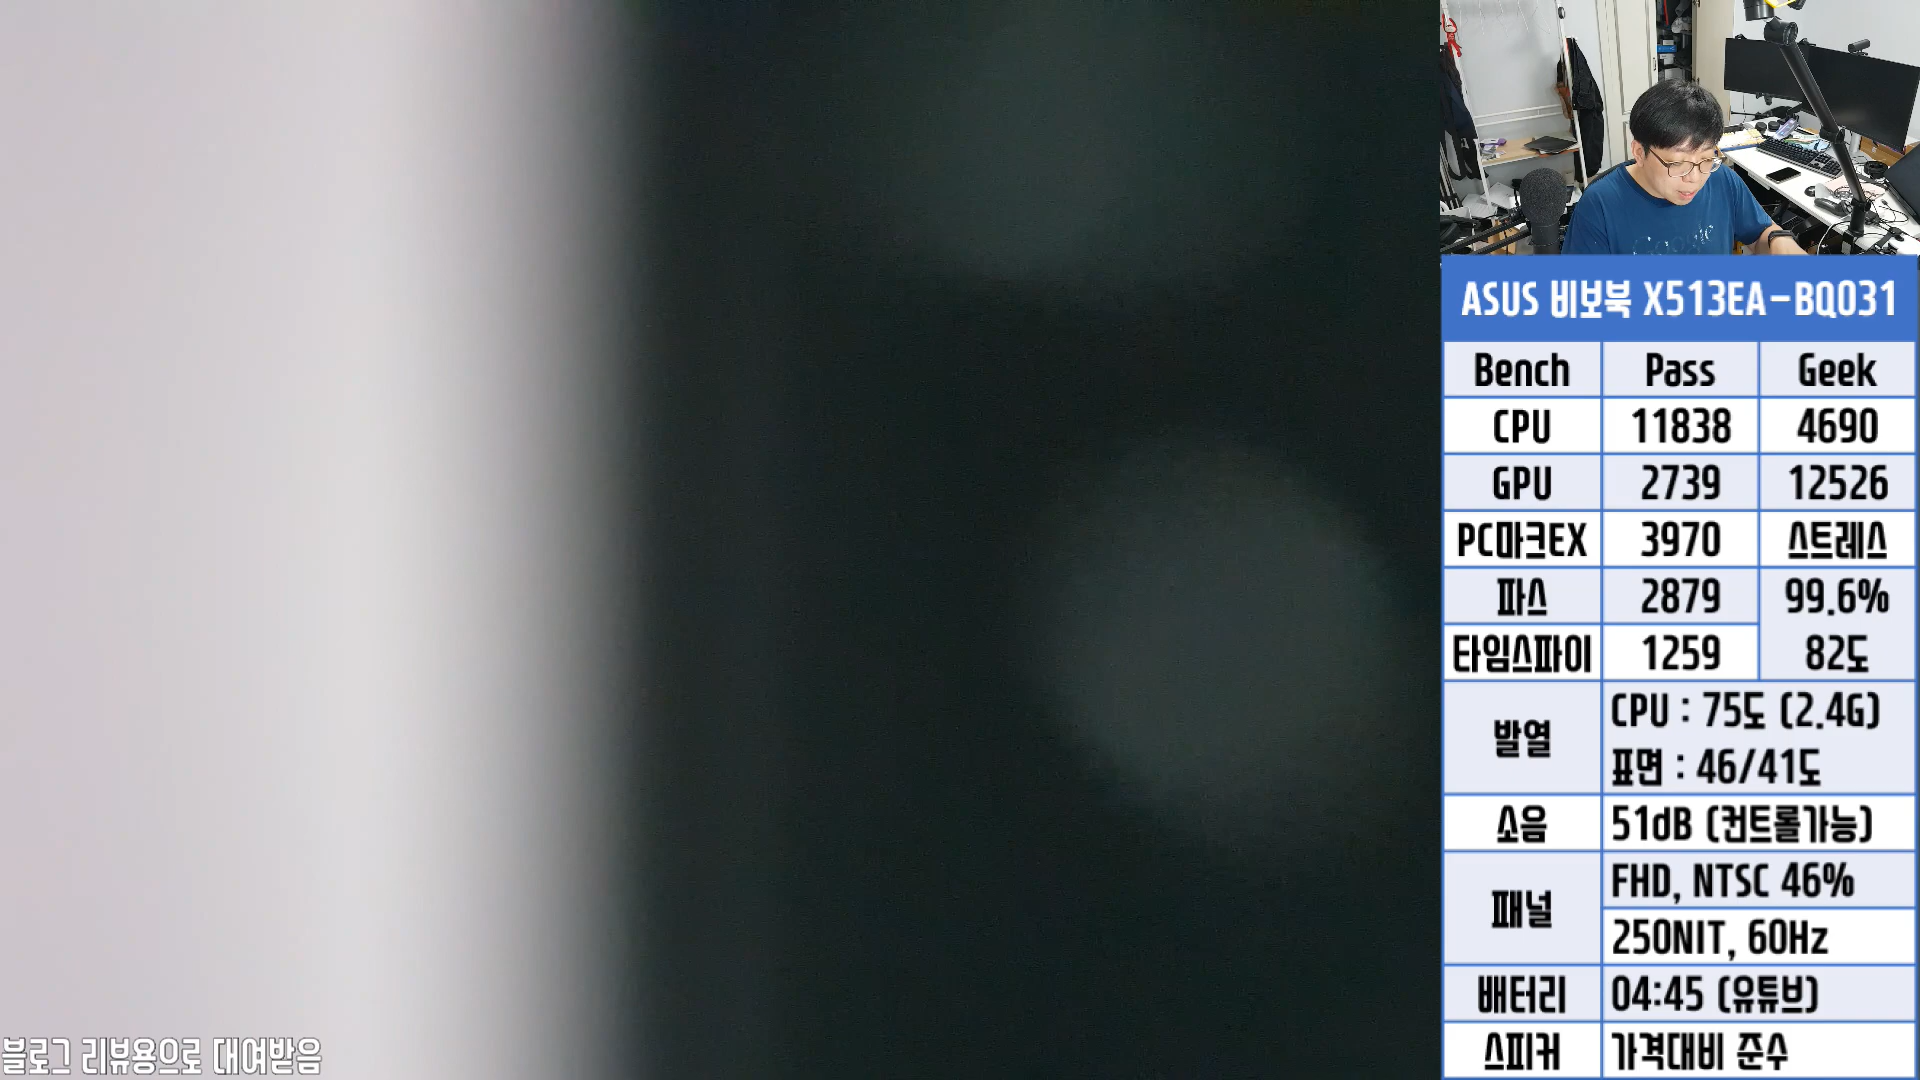 ASUS 비보북 X513EA-BQ031
Bench Pass Geek
CPU 11838 4690
GPU 2739 12526
PC마크EX 3970 스트레스
파스 2879 99.6%
타임스파이 1259 82도
발열 CPU : 75도 (2.4G)
표면 : 46/41도
소음 51dB (컨트롤가능)
패널 FHD, NTSC 46%
250NIT, 60Hz
배터리 04:45 (유튜브)
스피커 가격대비 준수
블로그 리뷰용으로 대여받음